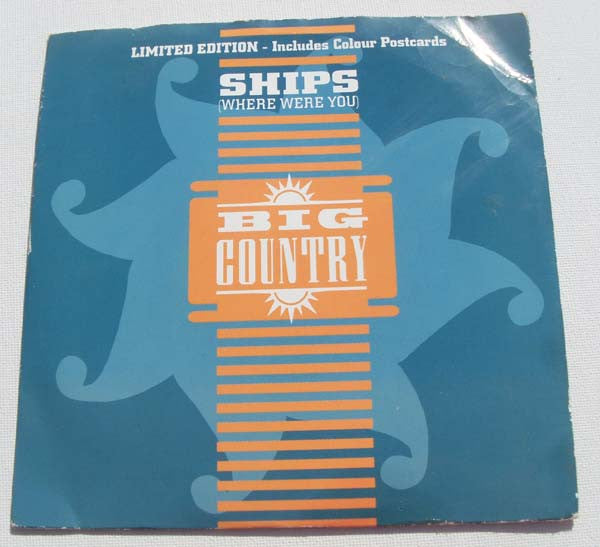 LIMITED EDITION - Includes Colour Postcards
SHIPS
(WHERE WERE YOU)
BIG
COUNTRY